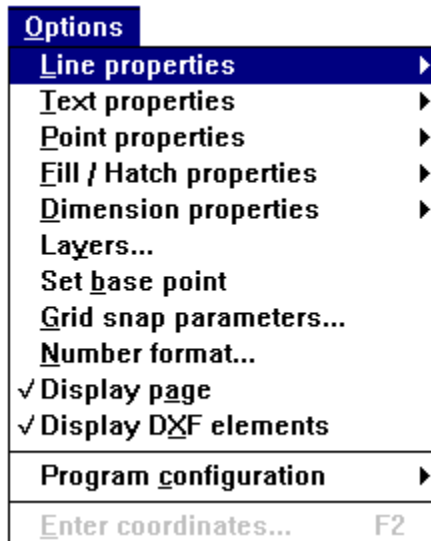 Options
Line properties
Text properties
Point properties
Fill / Hatch properties
Dimension properties
Layers...
Set base point
Grid snap parameters...
Number format...
Display page
Display DXF elements
Program configuration
Enter coordinates... F2